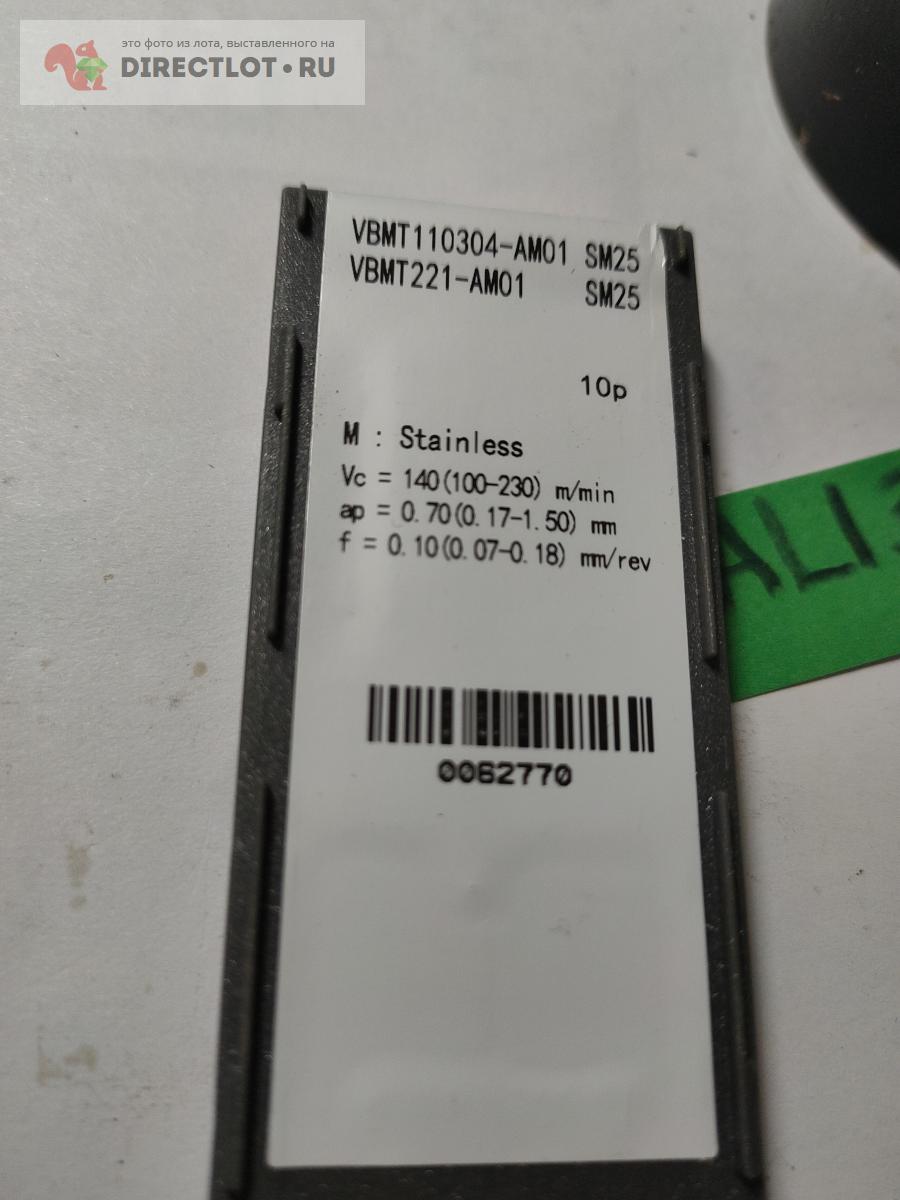 это фото из лота, выставленного на
DIRECTLOT•RU
VBMT110304-AM01 SM25
VBMT221-AM01 SM25
10p
M : Stainless
Vc = 140(100-230) m/min
ap = 0.70(0.17-1.50) mm
f = 0.10(0.07-0.18) mm/rev
ALI
0062770